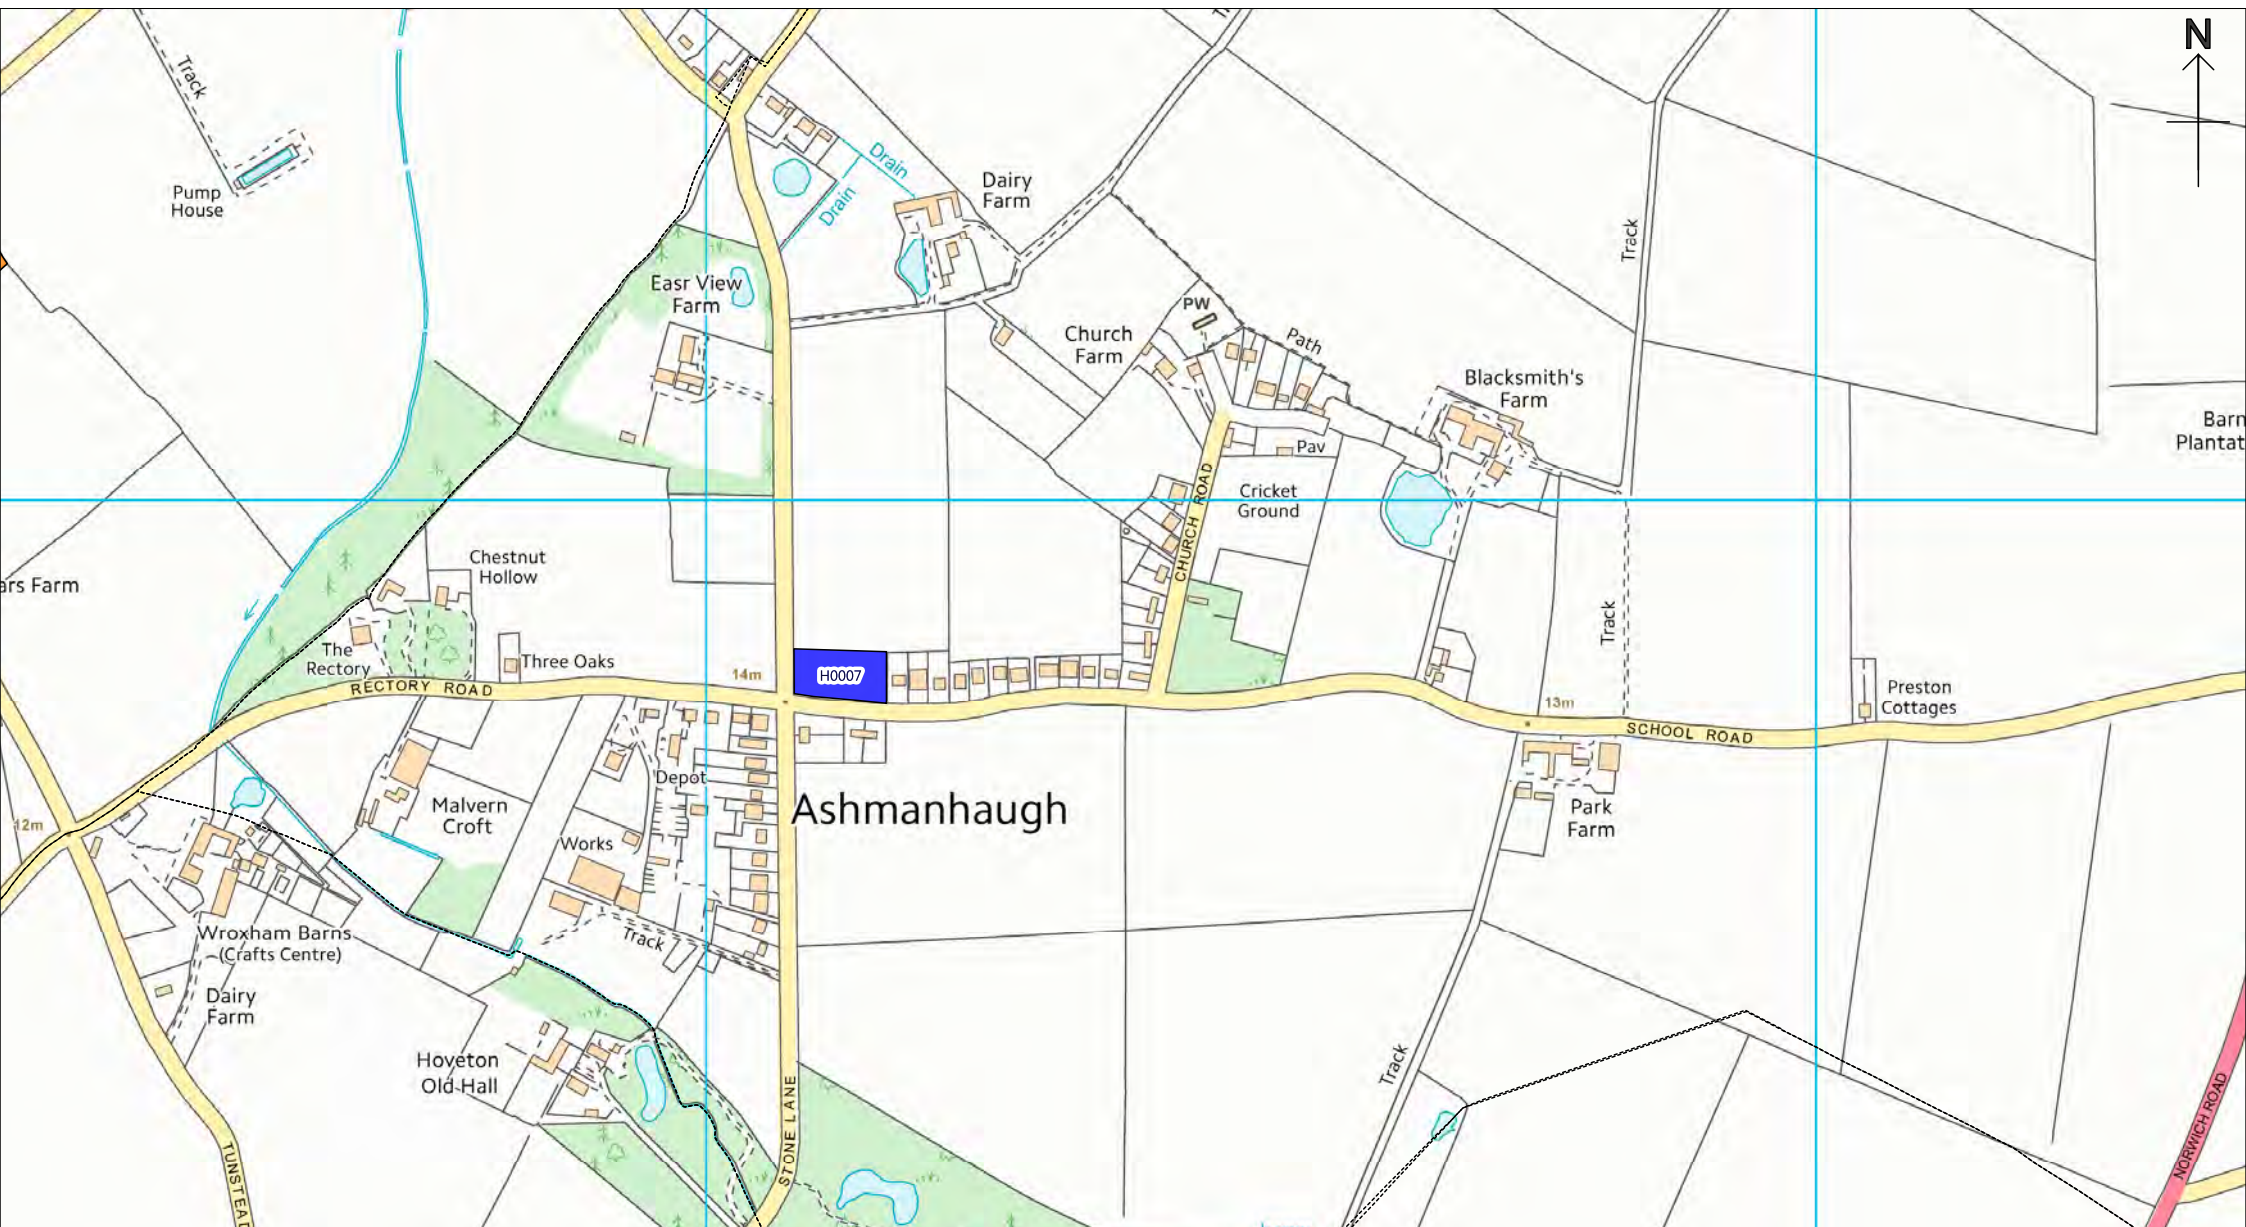 N
Track
Pump
House
Drain
Drain
Dairy
Farm
Easr View
Farm
PW
Path
Church
Farm
Track
Blacksmith's
Farm
Barn
Plantat
Pav
Cricket
Ground
CHURCH ROAD
ars Farm
Chestnut
Hollow
The
Rectory
Three Oaks
14m
H0007
RECTORY ROAD
Track
13m
SCHOOL ROAD
Preston
Cottages
Depot
Malvern
Croft
Works
Ashmanhaugh
Park
Farm
12m
Wroxham Barns
(Crafts Centre)
Track
Dairy
Farm
Hoveton
Old Hall
STONE LANE
Track
TUNSTEAD
NORWICH ROAD